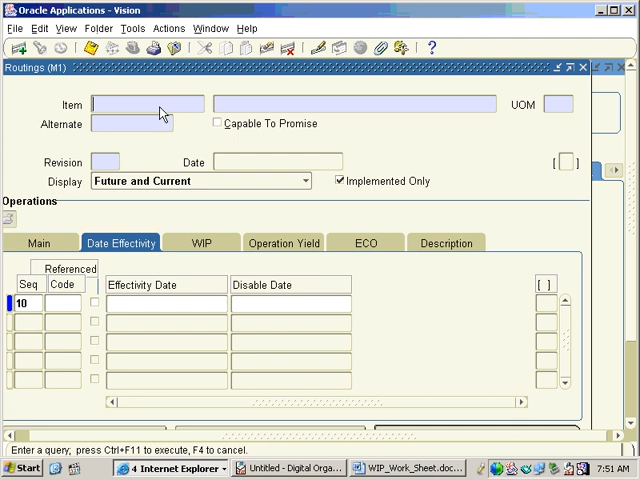 Oracle Applications - Vision
File Edit View Folder Tools Actions Window Help
Routings (M1)
Item
UOM
Alternate
Capable To Promise
Revision
Date
[ ]
Display
Future and Current
Implemented Only
Operations
Main
Date Effectivity
WIP
Operation Yield
ECO
Description
Referenced
Seq Code Effectivity Date Disable Date [ ]
10
Enter a query; press Ctrl+F11 to execute, F4 to cancel.
Start
4 Internet Explorer
Untitled - Digital Orga...
WIP_Work_Sheet.doc...
7:51 AM